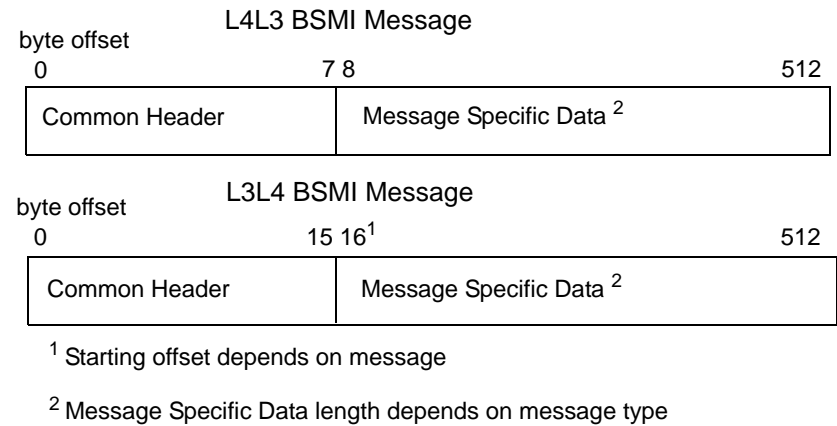 L4L3 BSMI Message
byte offset
0 7 8 512
Common Header Message Specific Data 2
L3L4 BSMI Message
byte offset
0 15 161 512
Common Header Message Specific Data 2
1 Starting offset depends on message
2 Message Specific Data length depends on message type